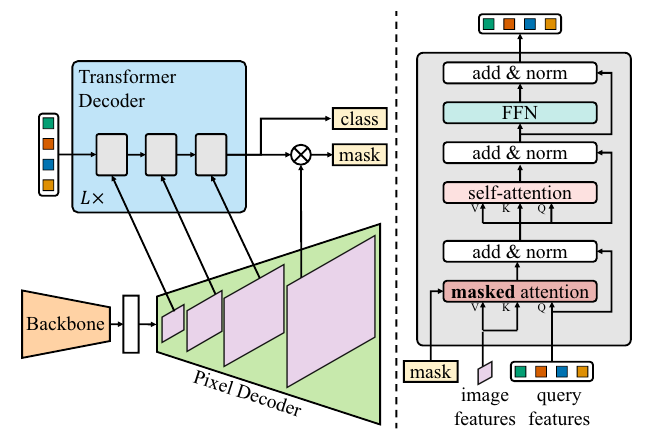 Transformer
Decoder
L×
class
mask
Backbone
Pixel Decoder
add & norm
FFN
add & norm
self-attention
V K Q
add & norm
masked attention
V K Q
mask
image
features
query
features